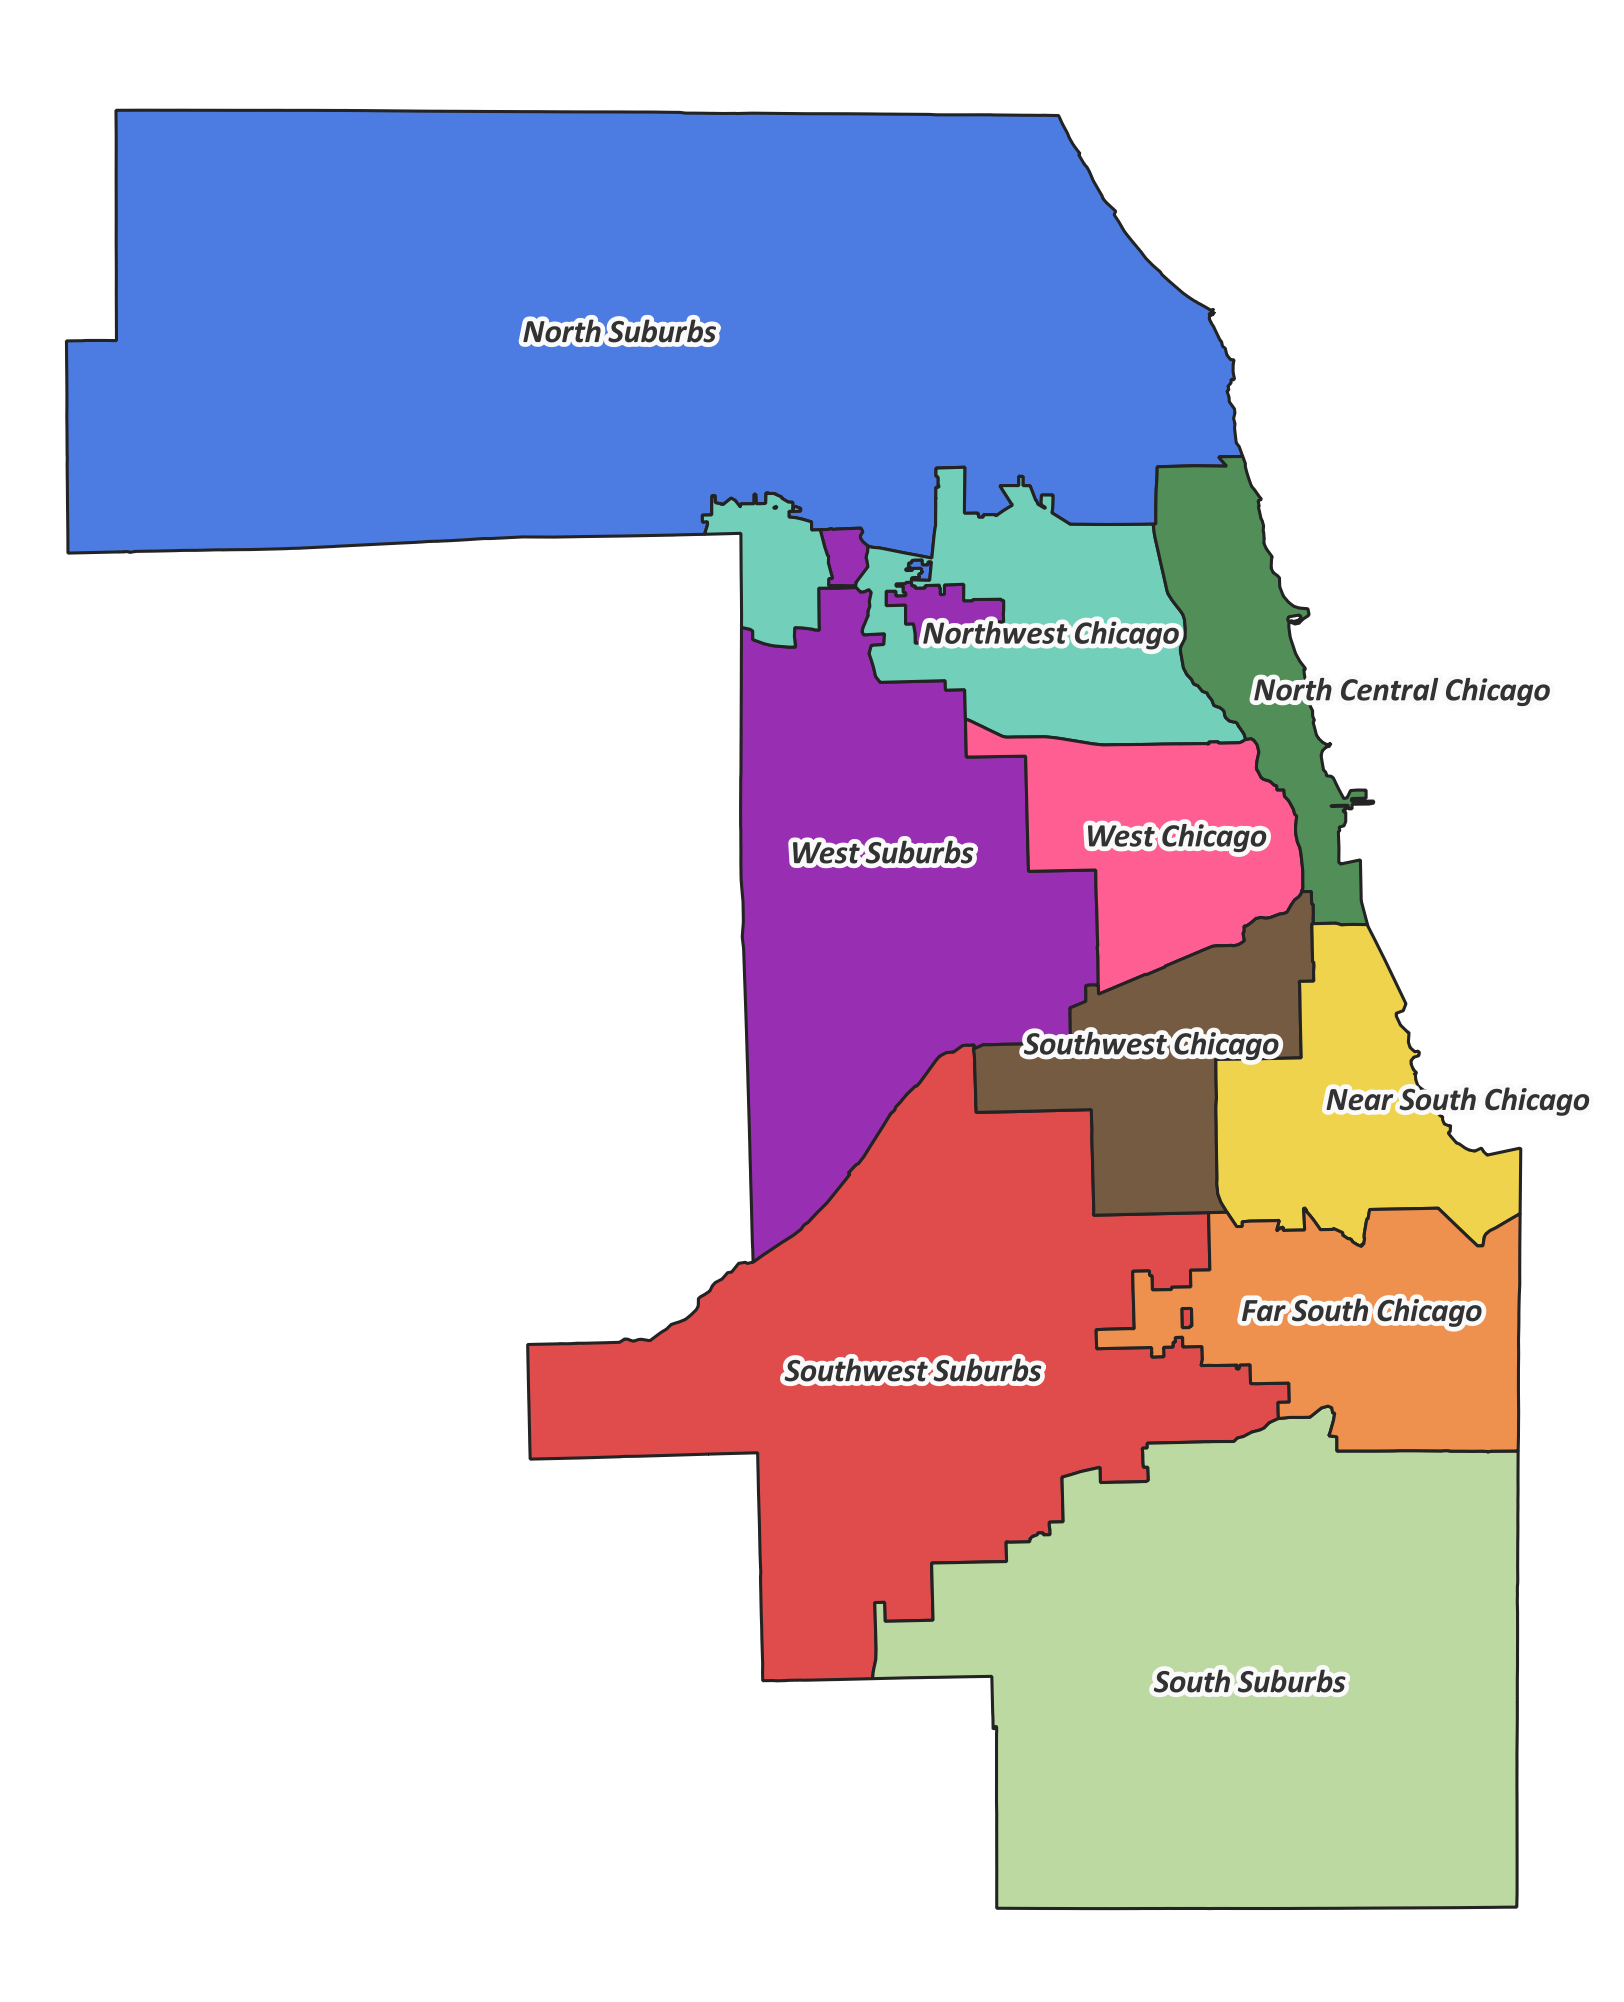 North Suburbs
Northwest Chicago
North Central Chicago
West Chicago
West Suburbs
Southwest Chicago
Near South Chicago
Far South Chicago
Southwest Suburbs
South Suburbs